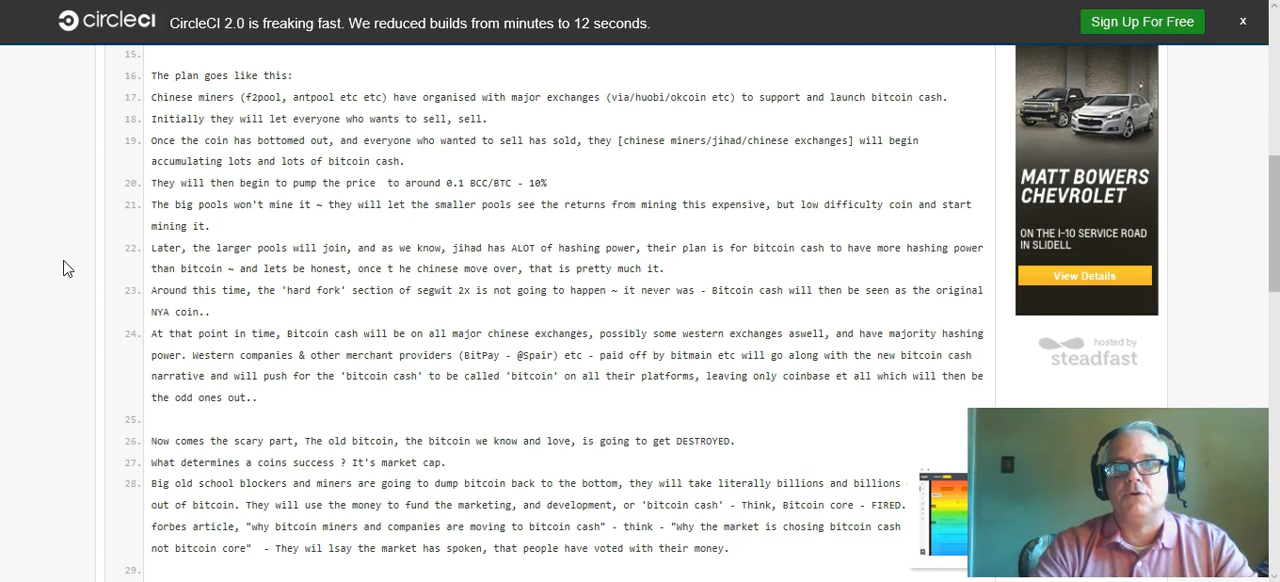 circleci CircleCI 2.0 is freaking fast. We reduced builds from minutes to 12 seconds. Sign Up For Free x
15.
16. The plan goes like this:
17. Chinese miners (f2pool, antpool etc etc) have organised with major exchanges (via/huobi/okcoin etc) to support and launch bitcoin cash.
18. Initially they will let everyone who wants to sell, sell.
19. Once the coin has bottomed out, and everyone who wanted to sell has sold, they [chinese miners/jihad/chinese exchanges] will begin
accumulating lots and lots of bitcoin cash.
20. They will then begin to pump the price  to around 0.1 BCC/BTC - 10%
21. The big pools won't mine it ~ they will let the smaller pools see the returns from mining this expensive, but low difficulty coin and start
mining it.
22. Later, the larger pools will join, and as we know, jihad has ALOT of hashing power, their plan is for bitcoin cash to have more hashing power
than bitcoin ~ and lets be honest, once t he chinese move over, that is pretty much it.
23. Around this time, the 'hard fork' section of segwit 2x is not going to happen ~ it never was - Bitcoin cash will then be seen as the original
NYA coin..
24. At that point in time, Bitcoin cash will be on all major chinese exchanges, possibly some western exchanges aswell, and have majority hashing
power. Western companies & other merchant providers (BitPay - @Spair) etc - paid off by bitmain etc will go along with the new bitcoin cash
narrative and will push for the 'bitcoin cash' to be called 'bitcoin' on all their platforms, leaving only coinbase et all which will then be
the odd ones out..
25.
26. Now comes the scary part, The old bitcoin, the bitcoin we know and love, is going to get DESTROYED.
27. What determines a coins success ? It's market cap.
28. Big old school bankers and miners are going to dump bitcoin back to the bottom, they will take literally billions and billions
out of bitcoin. They will use the money to fund the marketing, and development, or 'bitcoin cash' - Think, Bitcoin core - FIRED.
forbes article, "why bitcoin miners and companies are moving to bitcoin cash" - think - "Why the market is chosing bitcoin cash
not bitcoin core"  - They wil lsay the market has spoken, that people have voted with their money.
29.
MATT BOWERS
CHEVROLET
ON THE I-10 SERVICE ROAD
IN SLIDELL
View Details
hosted by
steadfast